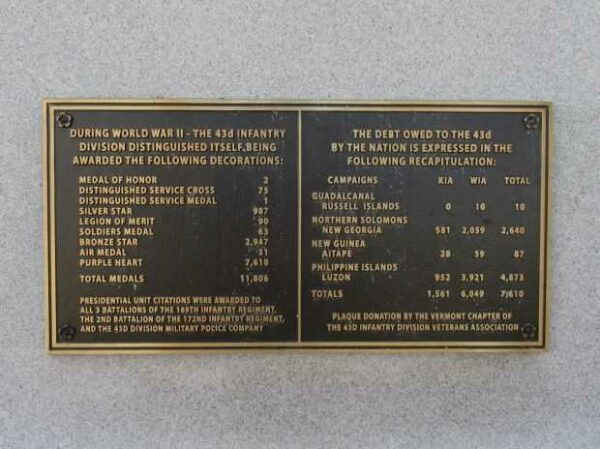 DURING WORLD WAR II - THE 43d INFANTRY
DIVISION DISTINGUISHED ITSELF,BEING
AWARDED THE FOLLOWING DECORATIONS:
MEDAL OF HONOR 2
DISTINGUISHED SERVICE CROSS 75
DISTINGUISHED SERVICE MEDAL 1
SILVER STAR 987
LEGION OF MERIT 90
SOLDIERS MEDAL 63
BRONZE STAR 2,947
AIR MEDAL 31
PURPLE HEART 7,610
TOTAL MEDALS 11,806
PRESIDENTIAL UNIT CITATIONS WERE AWARDED TO
ALL 3 BATTALIONS OF THE 169TH INFANTRY REGIMENT,
THE 2ND BATTALION OF THE 172ND INFANTRY REGIMENT,
AND THE 43D DIVISION MILITARY POLICE COMPANY
THE DEBT OWED TO THE 43d
BY THE NATION IS EXPRESSED IN THE
FOLLOWING RECAPITULATION:
CAMPAIGNS KIA WIA TOTAL
GUADALCANAL
RUSSELL ISLANDS 0 10 10
NORTHERN SOLOMONS
NEW GEORGIA 581 2,059 2,640
NEW GUINEA
AITAPE 28 59 87
PHILIPPINE ISLANDS
LUZON 952 3,921 4,873
TOTALS 1,561 6,049 7,610
PLAQUE DONATION BY THE VERMONT CHAPTER OF
THE 43D INFANTRY DIVISION VETERANS ASSOCIATION